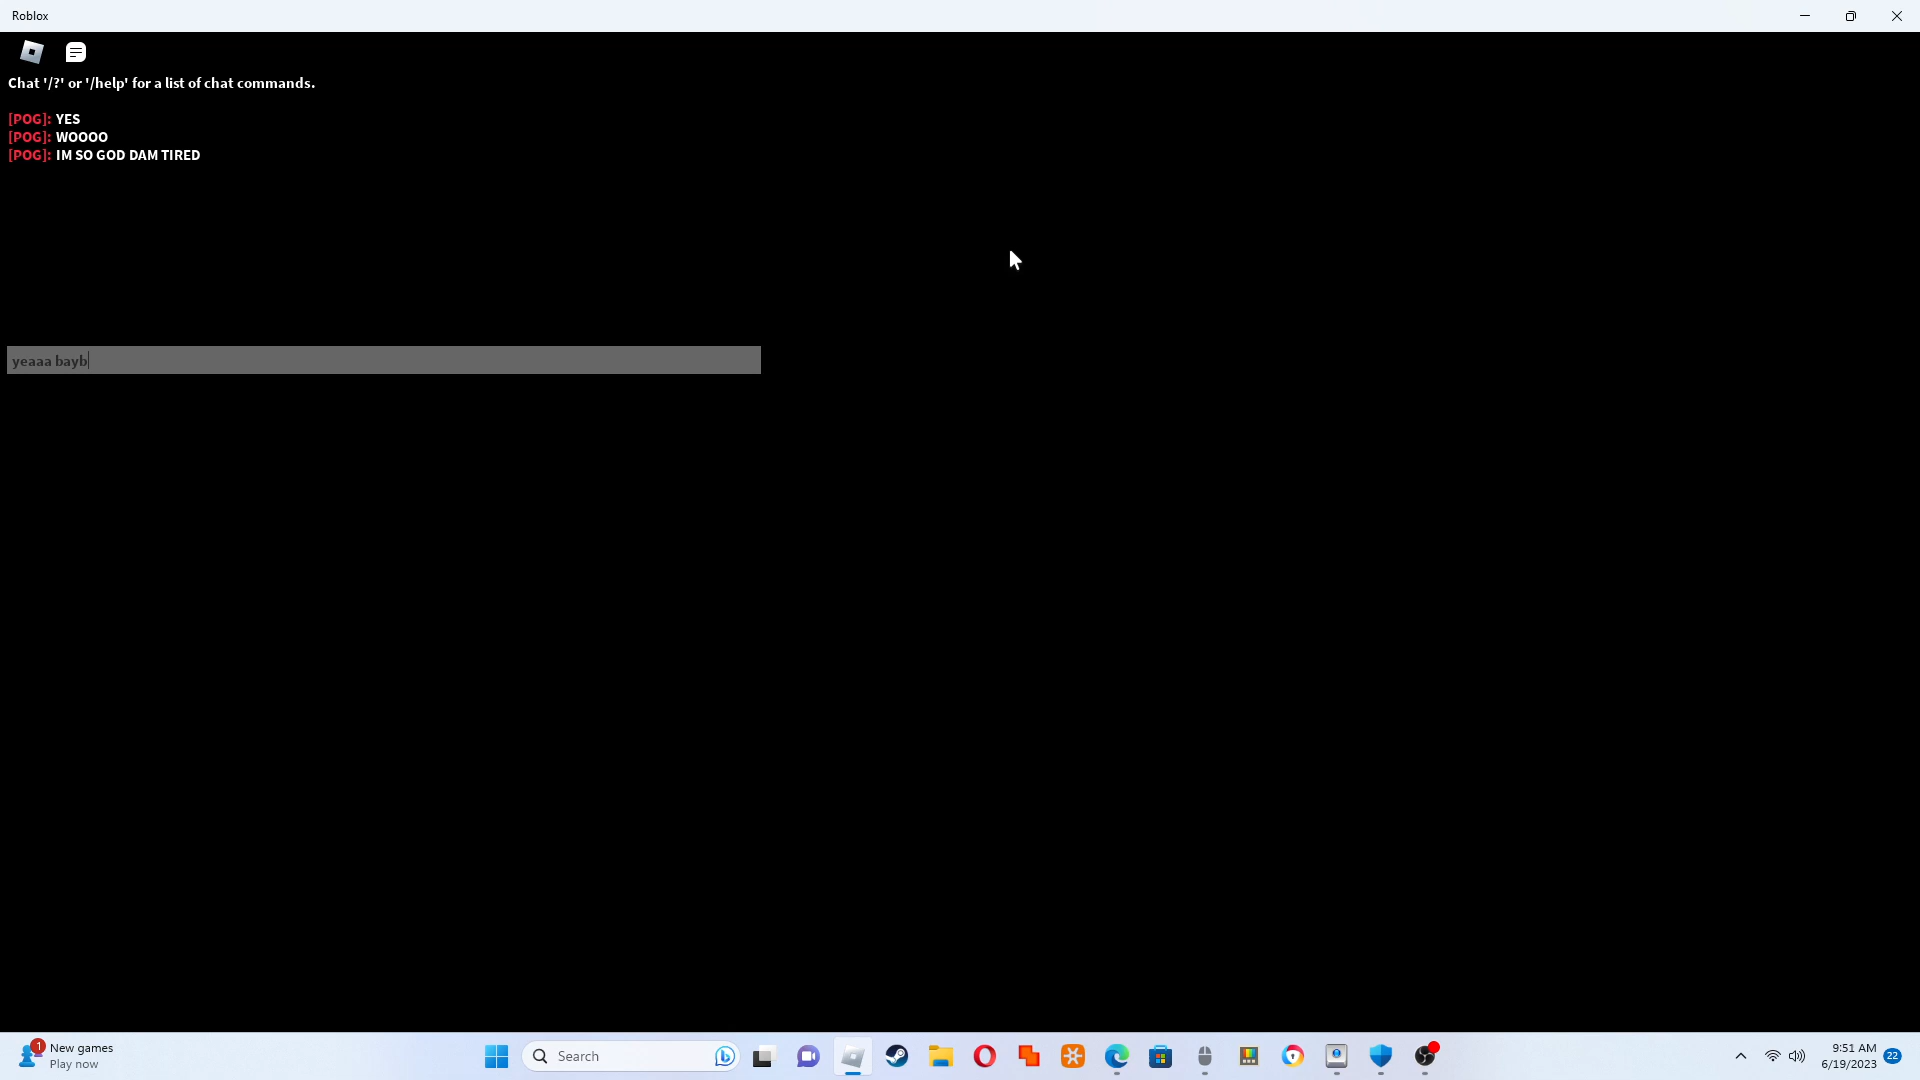 Roblox
Chat '/?' or '/help' for a list of chat commands.
[POG]: YES
[POG]: WOOOO
[POG]: IM SO GOD DAM TIRED
yeaaa bayb
1
New games
Play now
Search
9:51 AM
6/19/2023
22